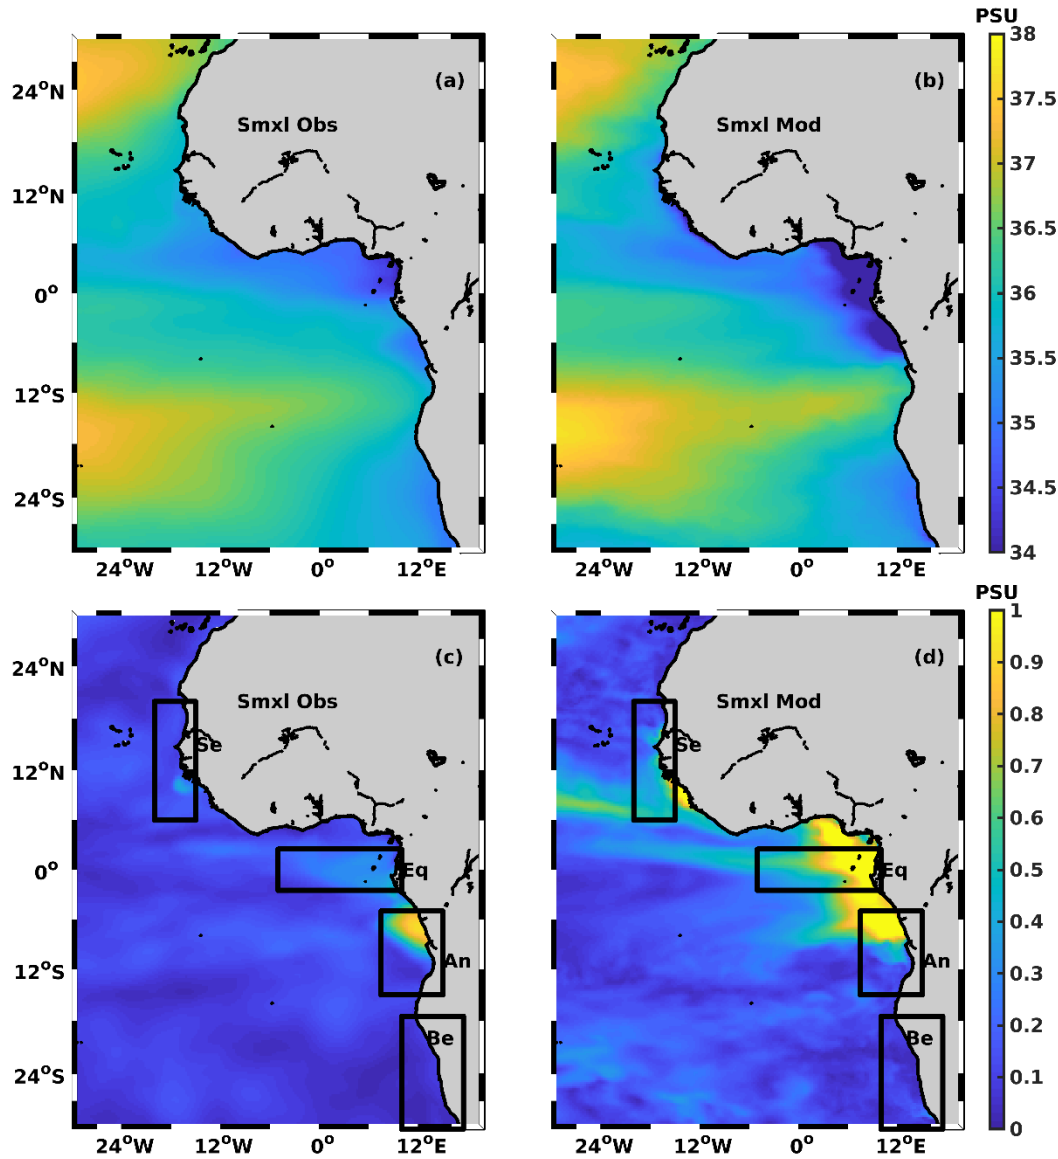 PSU
(a)
Smxl Obs
24°N
12°N
0°
12°S
24°S
24°W
12°W
0°
12°E
(b)
Smxl Mod
24°W
12°W
0°
12°E
38
37.5
37
36.5
36
35.5
35
34.5
34
PSU
(c)
Smxl Obs
Se
Eq
An
Be
24°N
12°N
0°
12°S
24°S
24°W
12°W
0°
12°E
(d)
Smxl Mod
Se
Eq
An
Be
24°W
12°W
0°
12°E
1
0.9
0.8
0.7
0.6
0.5
0.4
0.3
0.2
0.1
0